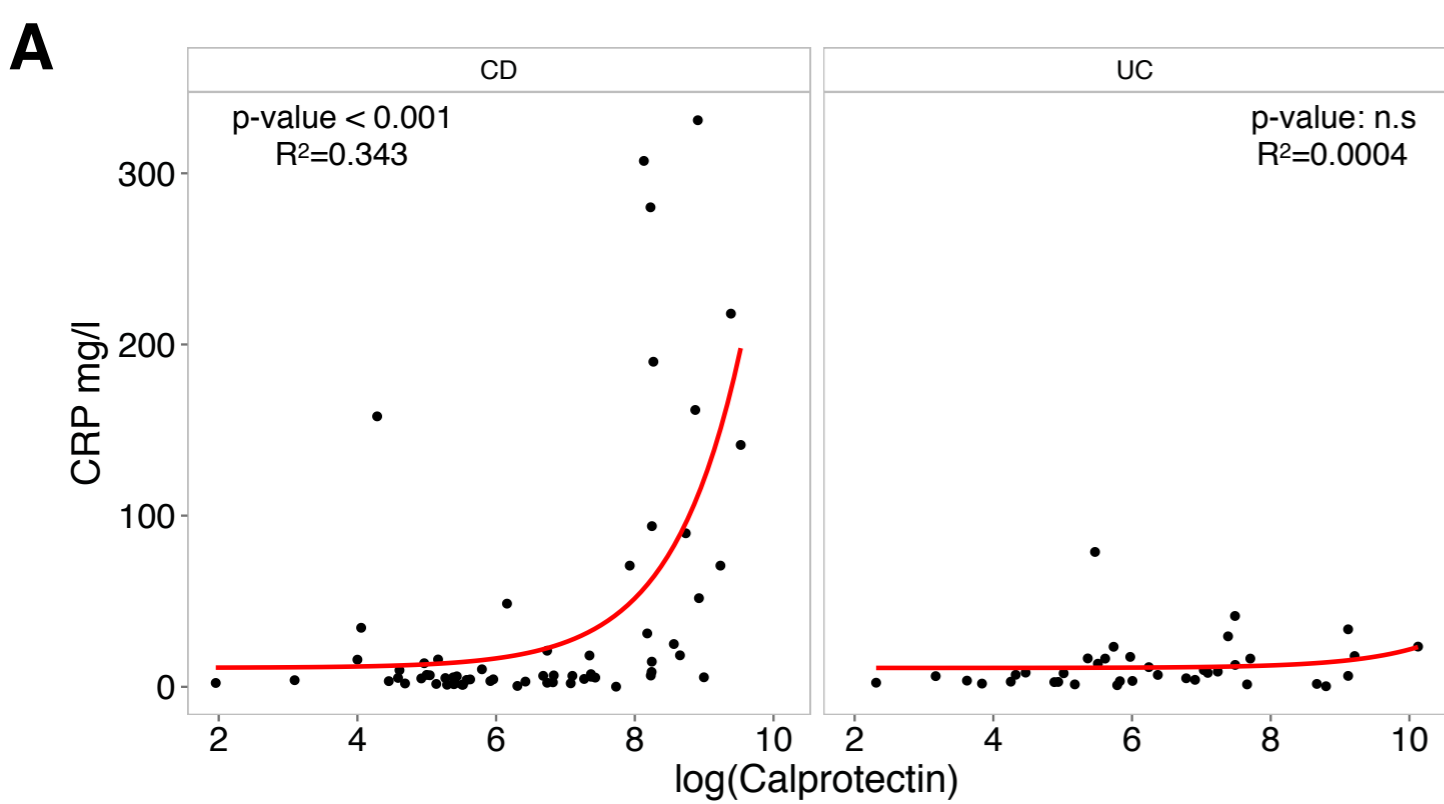 A
CD
UC
p-value < 0.001
R²=0.343
p-value: n.s
R²=0.0004
CRP mg/l
300
200
100
0
2 4 6 8 10
2 4 6 8 10
log(Calprotectin)